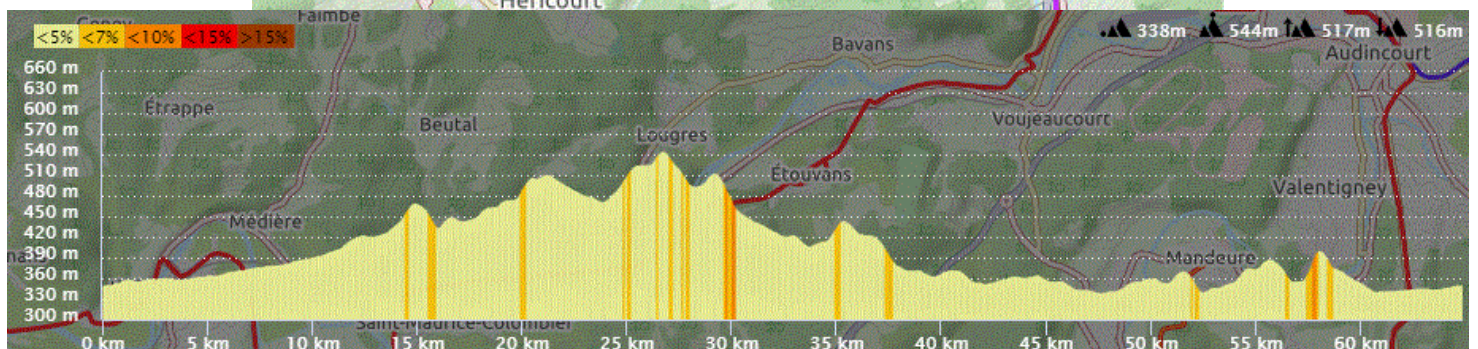 Héricourt
Faimbe
<5% <7% <10% <15% >15%
338m 544m 517m 516m
Bavans
Audincourt
660 m
630 m
Étrappe
600 m
Beutal
Voujeaucourt
570 m
Lougres
540 m
510 m
Étouvans
480 m
Valentigney
450 m
Médière
420 m
390 m
Mandeure
360 m
330 m
300 m
Saint-Maurice-Colombier
0 km 5 km 10 km 15 km 20 km 25 km 30 km 35 km 40 km 45 km 50 km 55 km 60 km